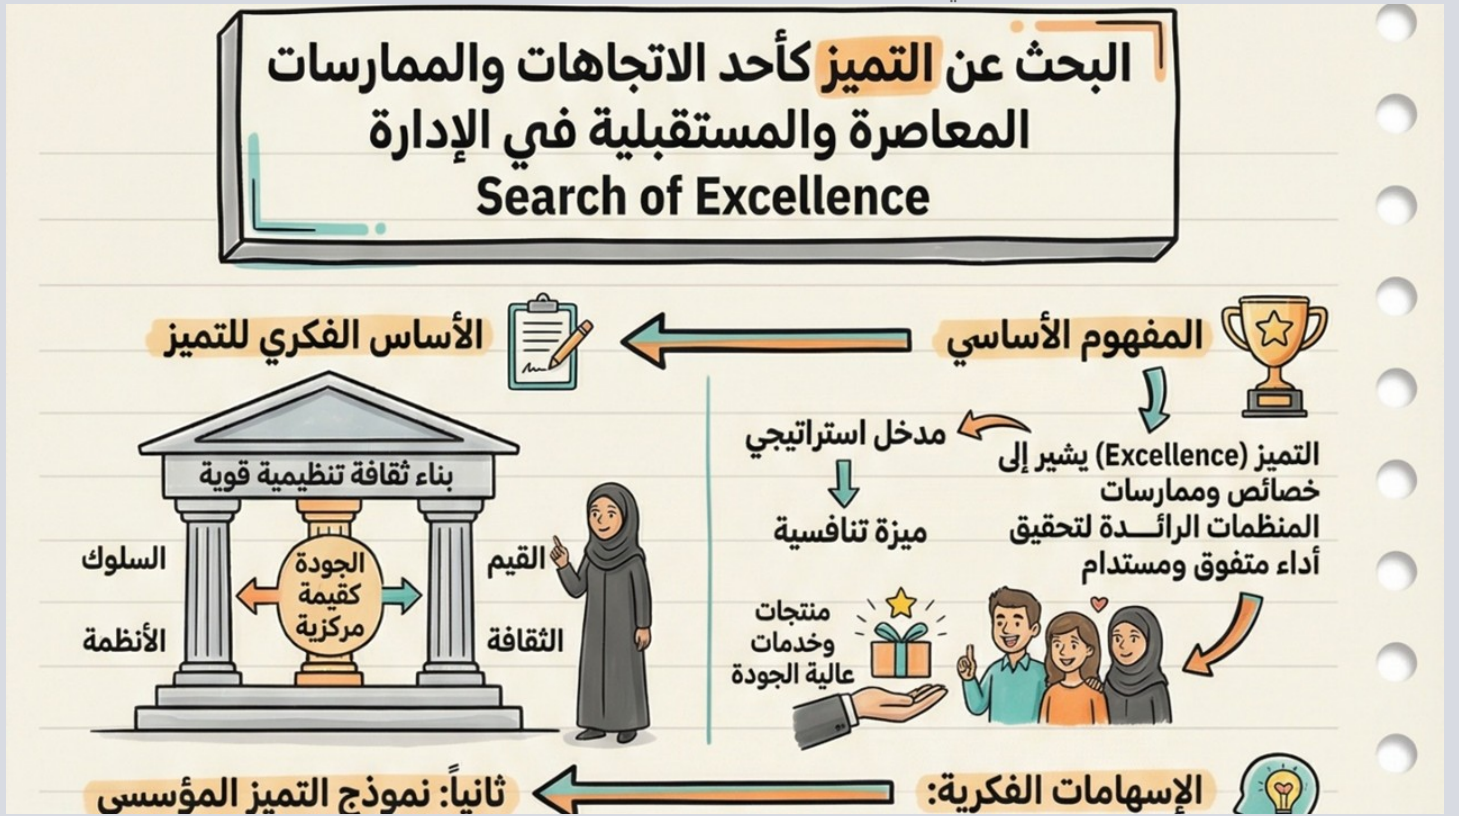 البحث عن التميز كأحد الاتجاهات والممارسات
المعاصرة والمستقبلية في الإدارة
Search of Excellence
المفهوم الأساسي
التميز (Excellence) يشير إلى
خصائص وممارسات
المنظمات الرائـــدة لتحقيق
أداء متفوق ومستدام
مدخل استراتيجي
ميزة تنافسية
منتجات
وخدمات
عالية الجودة
الأساس الفكري للتميز
بناء ثقافة تنظيمية قوية
القيم
الثقافة
الجودة
كقيمة
مركزية
السلوك
الأنظمة
الإسهامات الفكرية:
ثانياً: نموذج التميز المؤسسي